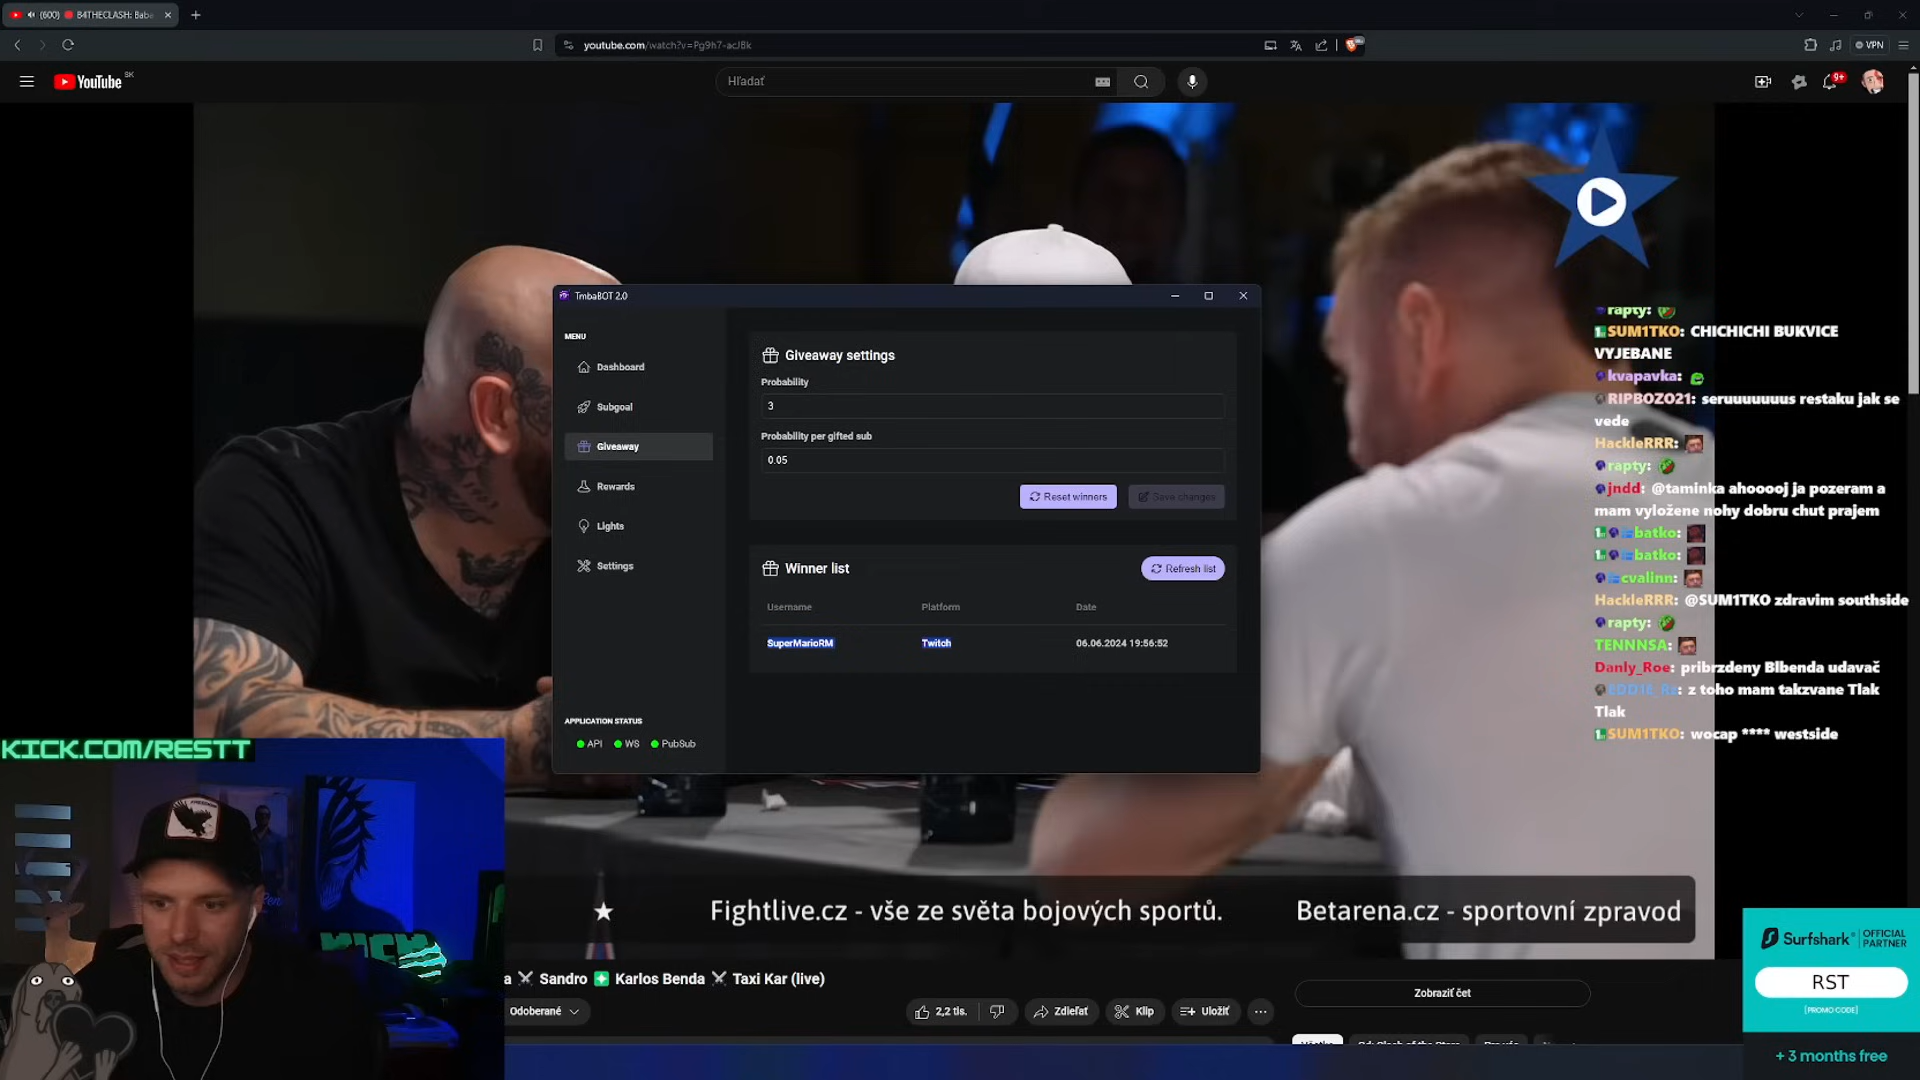 (600) B4THECLASH: Babe
youtube.com/watch?v=Pg9h7-acJ8k
VPN
YouTube SK
Hľadať
9+
TmbaBOT 2.0
MENU
Dashboard
Subgoal
Giveaway
Rewards
Lights
Settings
APPLICATION STATUS
API WS PubSub
Giveaway settings
Probability
3
Probability per gifted sub
0.05
Reset winners
Save changes
Winner list
Refresh list
Username Platform Date
SuperMarioRM Twitch 06.06.2024 19:56:52
rapty:
SUM1TKO: CHICHICHI BUKVICE
VYJEBANE
kvapavka:
RIPBOZO21: seruuuuuuus restaku jak se
vede
HackleRRR:
rapty:
jndd: @taminka ahooooj ja pozeram a
mam vyložene nohy dobru chut prajem
batko:
batko:
cvalinn:
HackleRRR: @SUM1TKO zdravim southside
rapty:
TENNNSA:
Danly_Roe: pribrzdeny Blbenda udavač
z toho mam takzvane Tlak
Tlak
SUM1TKO: wocap **** westside
KICK.COM/RESTT
KICK
Fightlive.cz - vše ze světa bojových sportů. Betarena.cz - sportovní zpravod
a ⚔ Sandro Karlos Benda ⚔ Taxi Kar (live)
Odoberané
2,2 tis.
Zdieľať
Klip
Uložiť
Zobraziť čet
Surfshark® OFFICIAL
PARTNER
RST
[PROMO CODE]
+ 3 months free